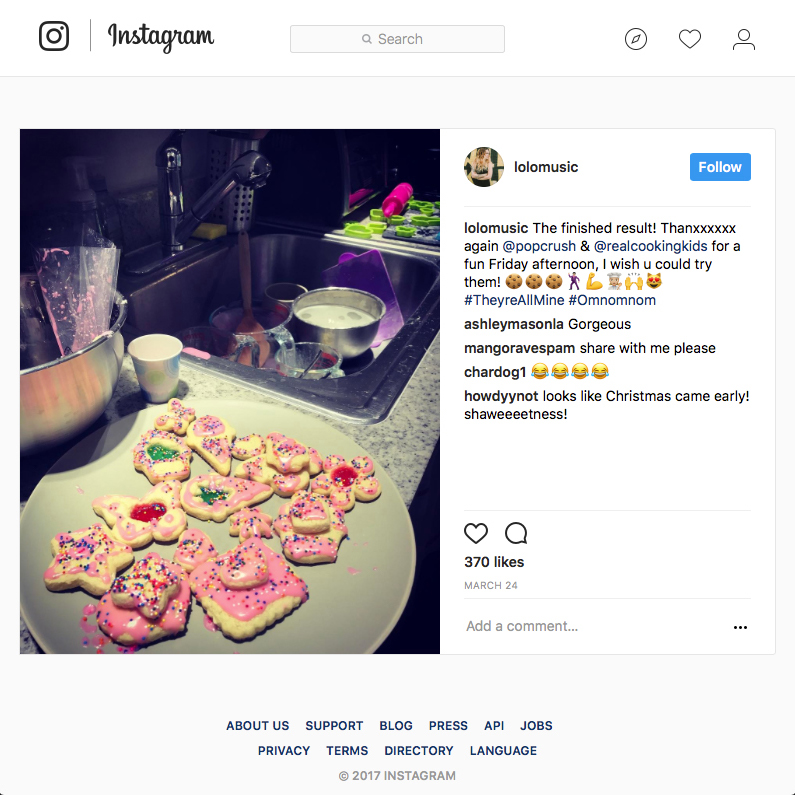 Instagram
Search
lolomusic
Follow
lolomusic The finished result! Thanxxxxxx
again @popcrush & @realcookingkids for a
fun Friday afternoon, I wish u could try
them! 🍪🍪🍪🕺💪👨‍🍳🙌😻
#TheyreAllMine #Omnomnom
ashleymasonla Gorgeous
mangoravespam share with me please
chardog1 😂😂😂😂
howdyynot looks like Christmas came early!
shaweeeetness!
370 likes
MARCH 24
Add a comment…
ABOUT US SUPPORT BLOG PRESS API JOBS
PRIVACY TERMS DIRECTORY LANGUAGE
© 2017 INSTAGRAM